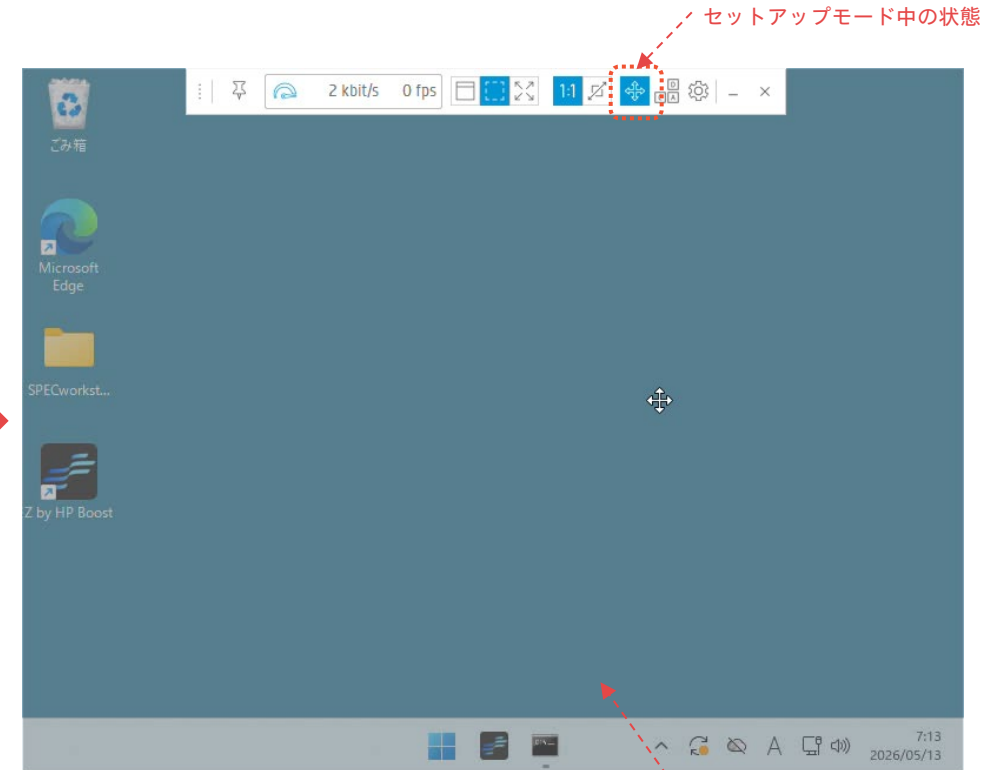 セットアップモード中の状態
2 kbit/s 0 fps
1:1
ごみ箱
Microsoft
Edge
SPECworkst...
Z by HP Boost
A
7:13
2026/05/13